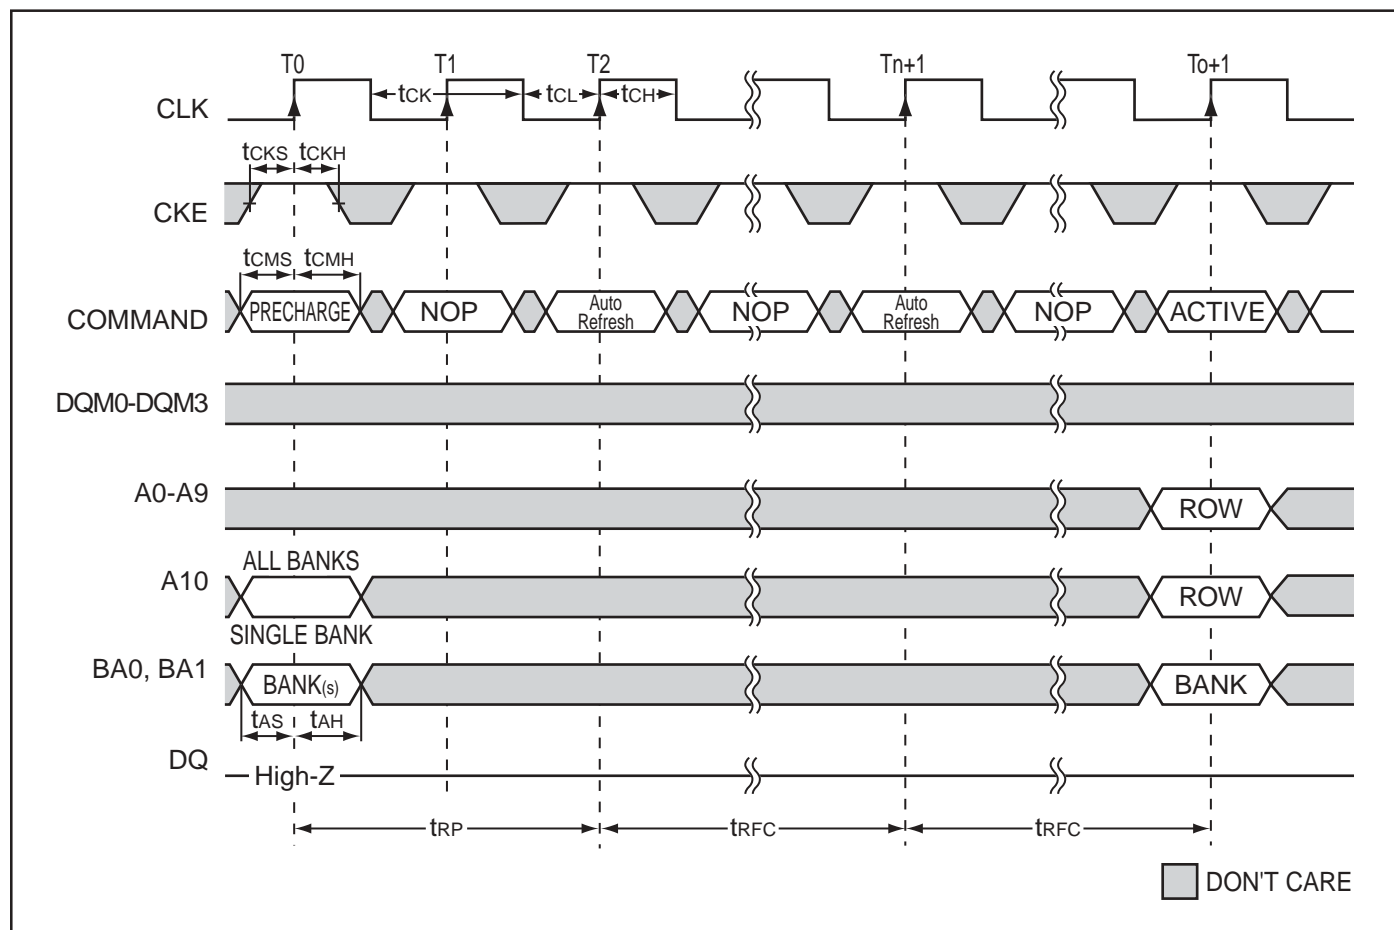 T0 T1 T2 Tn+1 To+1
CLK tCK tCL tCH
tCKS tCKH
CKE
tCMS tCMH
COMMAND PRECHARGE NOP Auto Refresh NOP Auto Refresh NOP ACTIVE
DQM0-DQM3
A0-A9 ROW
ALL BANKS
A10 ROW
SINGLE BANK
BA0, BA1 BANK(s) BANK
tAS tAH
DQ High-Z
tRP tRFC tRFC
DON'T CARE